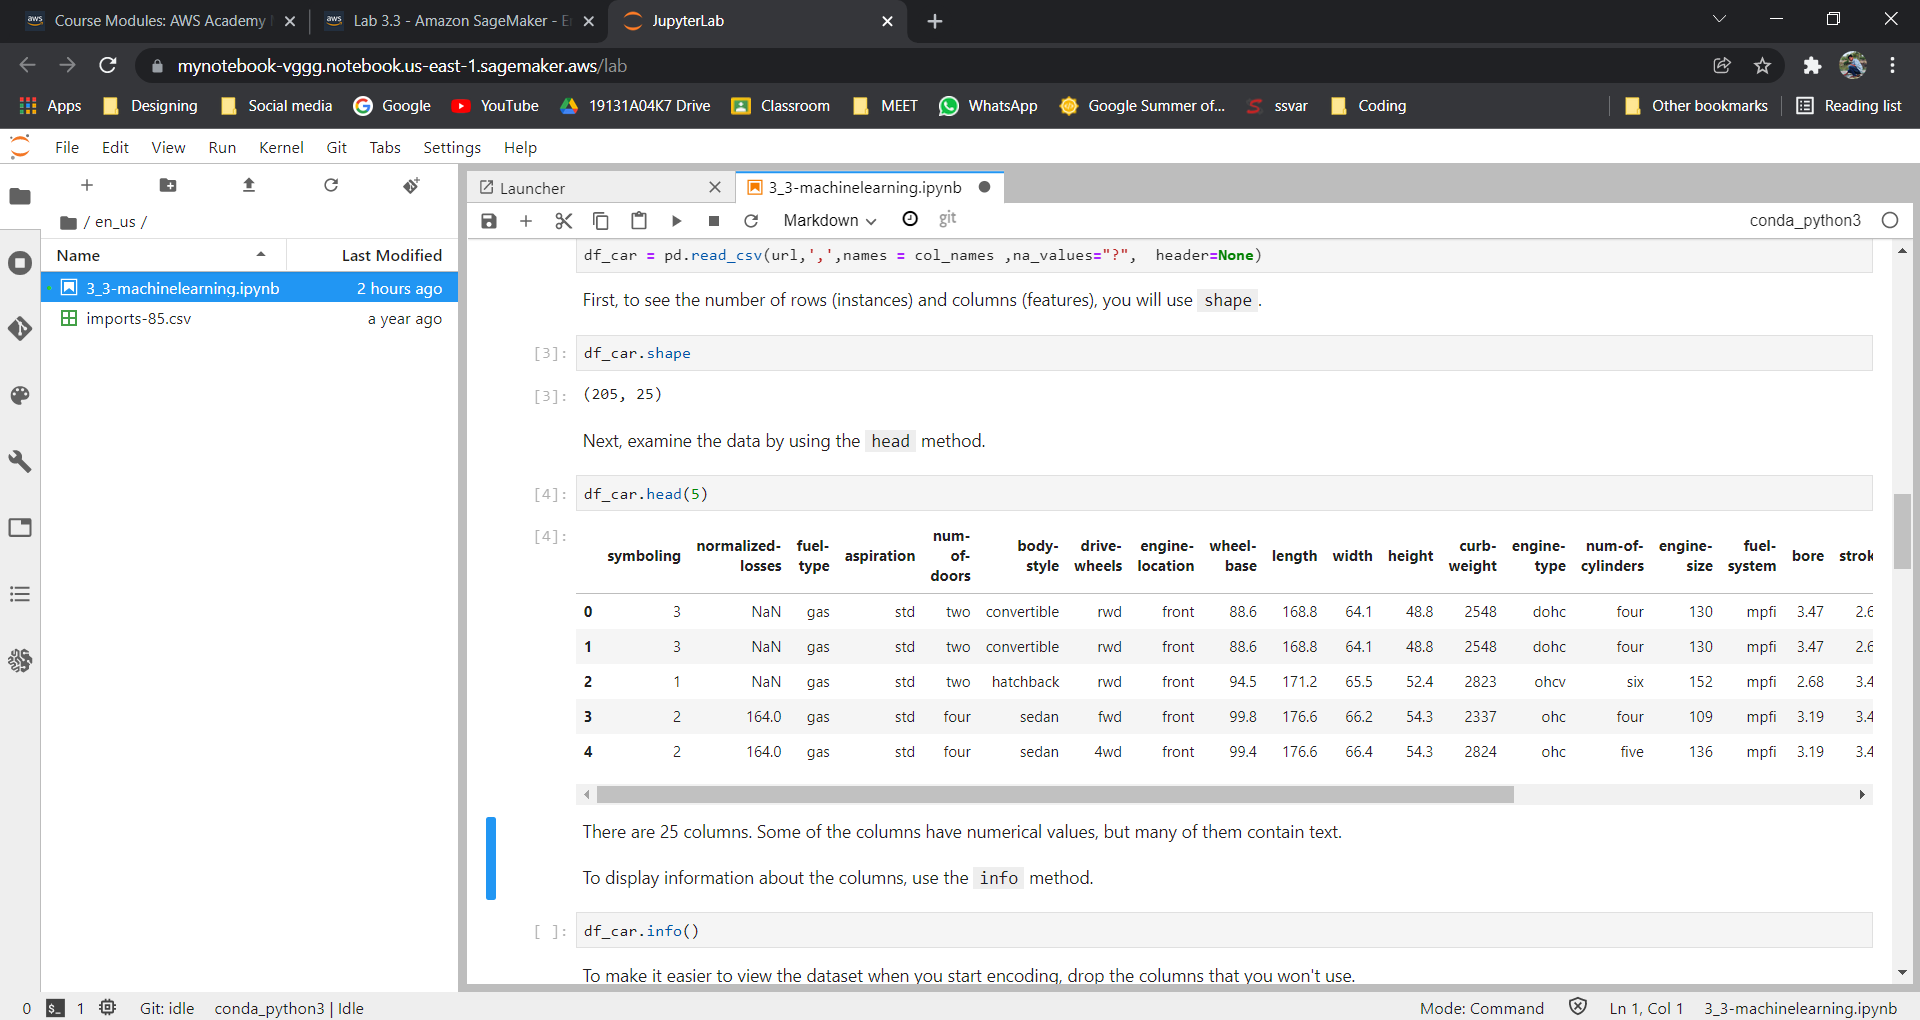 Course Modules: AWS Academy
Lab 3.3 - Amazon SageMaker - E
JupyterLab
mynotebook-vggg.notebook.us-east-1.sagemaker.aws/lab
Apps Designing Social media Google YouTube 19131A04K7 Drive Classroom MEET WhatsApp Google Summer of... ssvar Coding Other bookmarks Reading list
File Edit View Run Kernel Git Tabs Settings Help
Launcher
3_3-machinelearning.ipynb
/ en_us /
Markdown git conda_python3
Name Last Modified
3_3-machinelearning.ipynb 2 hours ago
imports-85.csv a year ago
df_car = pd.read_csv(url,',',names = col_names ,na_values="?",  header=None)
First, to see the number of rows (instances) and columns (features), you will use shape.
[3]: df_car.shape
[3]: (205, 25)
Next, examine the data by using the head method.
[4]: df_car.head(5)
[4]:
symboling normalized-losses fuel-type aspiration num-of-doors body-style drive-wheels engine-location wheel-base length width height curb-weight engine-type num-of-cylinders engine-size fuel-system bore strok
0 3 NaN gas std two convertible rwd front 88.6 168.8 64.1 48.8 2548 dohc four 130 mpfi 3.47 2.6
1 3 NaN gas std two convertible rwd front 88.6 168.8 64.1 48.8 2548 dohc four 130 mpfi 3.47 2.6
2 1 NaN gas std two hatchback rwd front 94.5 171.2 65.5 52.4 2823 ohcv six 152 mpfi 2.68 3.4
3 2 164.0 gas std four sedan fwd front 99.8 176.6 66.2 54.3 2337 ohc four 109 mpfi 3.19 3.4
4 2 164.0 gas std four sedan 4wd front 99.4 176.6 66.4 54.3 2824 ohc five 136 mpfi 3.19 3.4
There are 25 columns. Some of the columns have numerical values, but many of them contain text.
To display information about the columns, use the info method.
[ ]: df_car.info()
To make it easier to view the dataset when you start encoding, drop the columns that you won't use.
0 $_ 1 Git: idle conda_python3 | Idle Mode: Command Ln 1, Col 1 3_3-machinelearning.ipynb